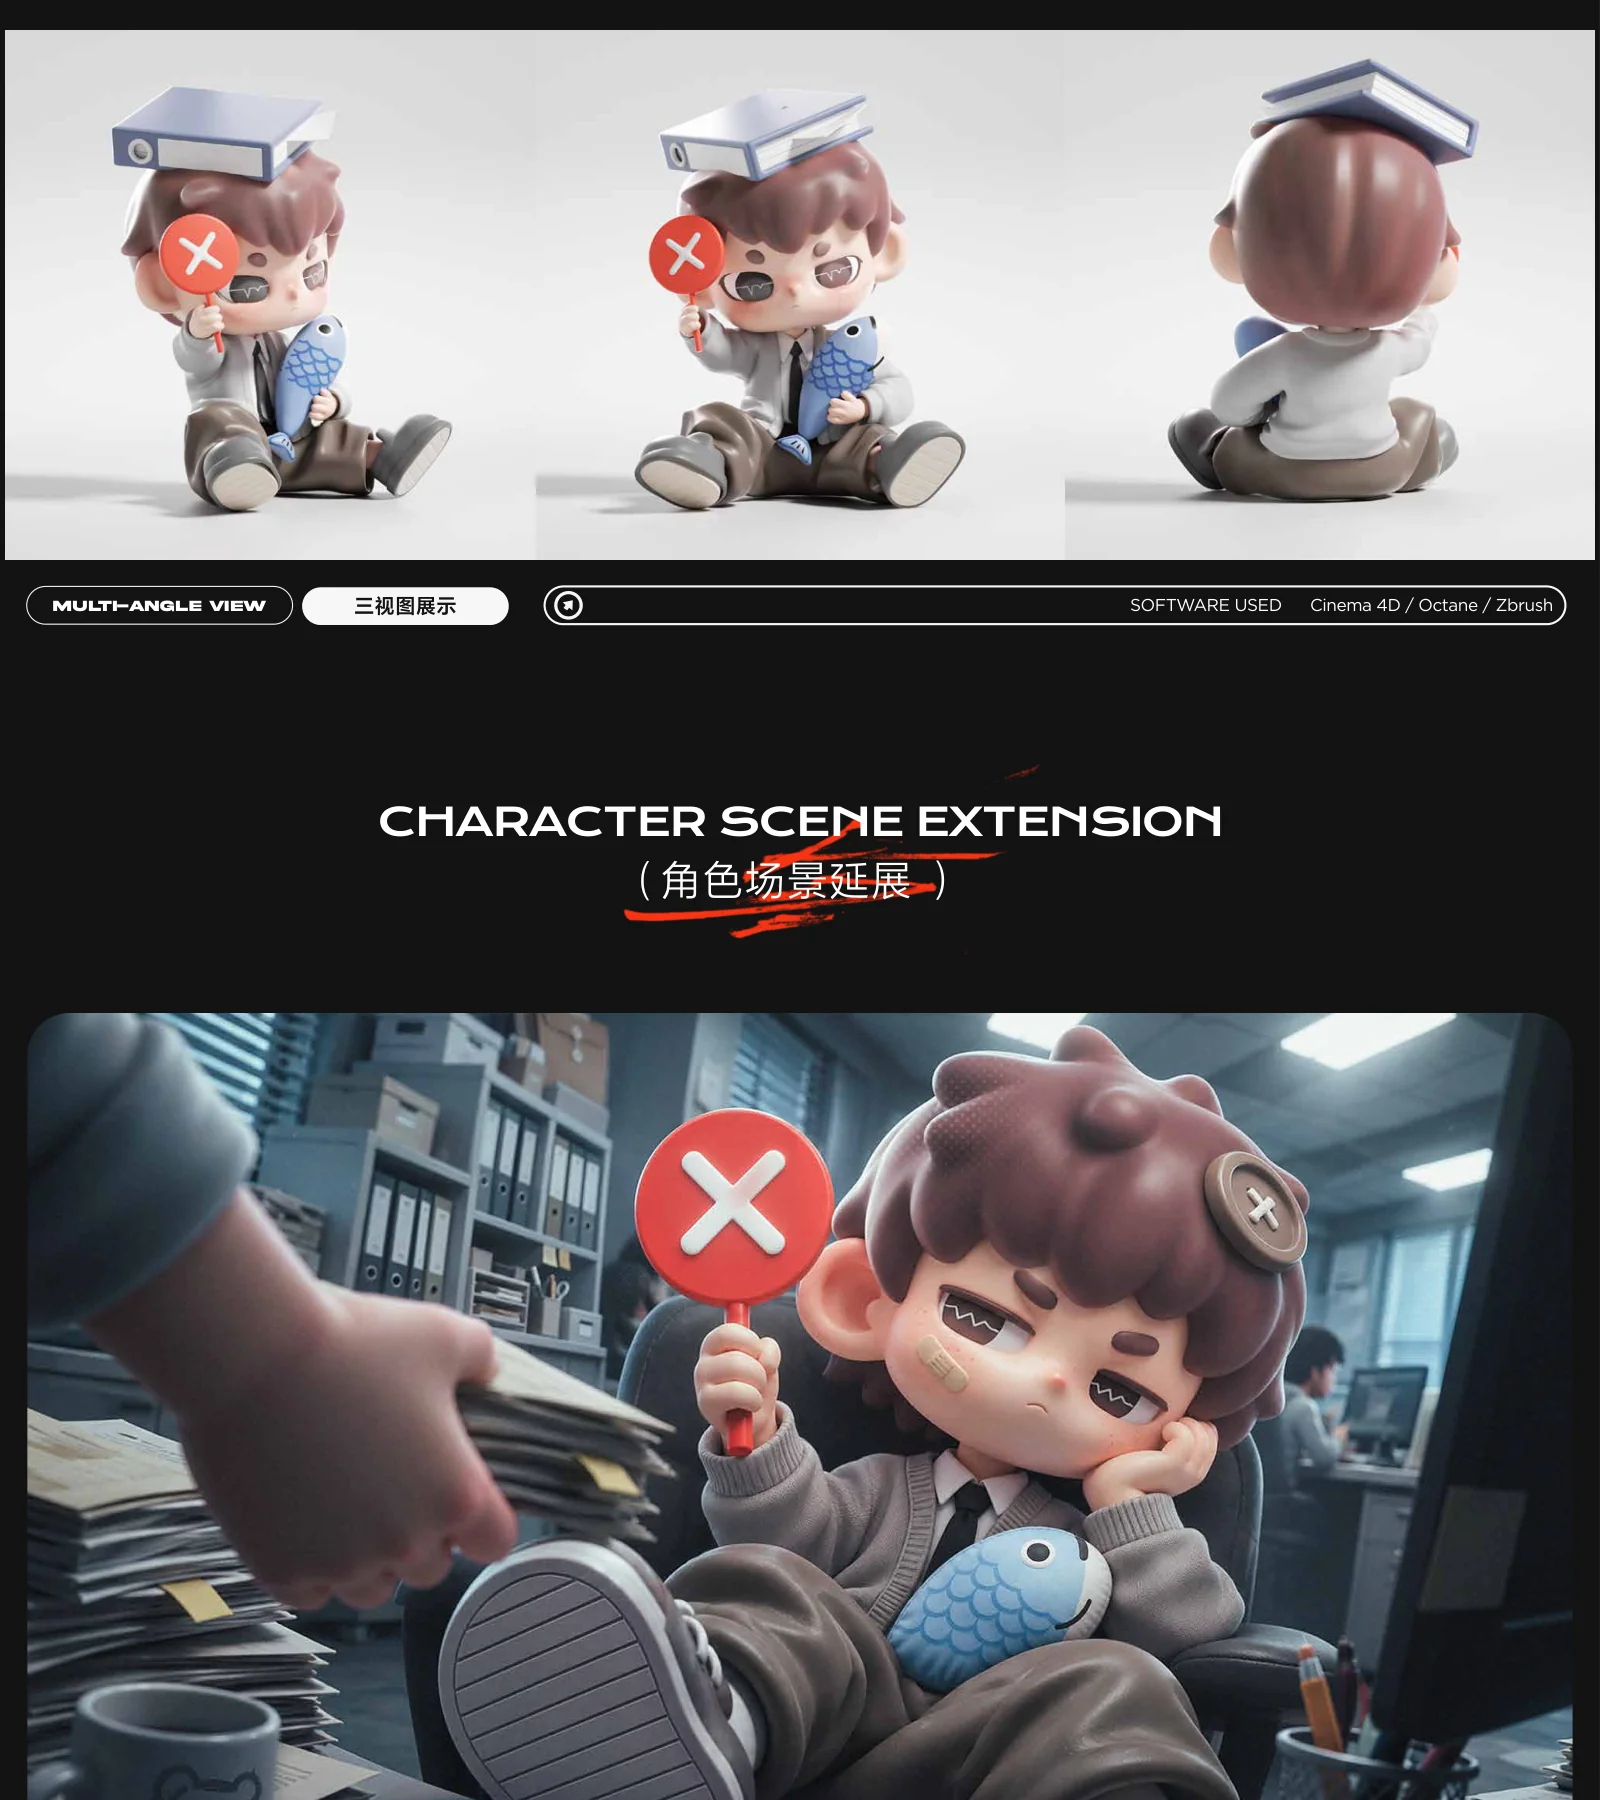 MULTI-ANGLE VIEW
三视图展示
SOFTWARE USED Cinema 4D / Octane / Zbrush
CHARACTER SCENE EXTENSION
(角色场景延展)